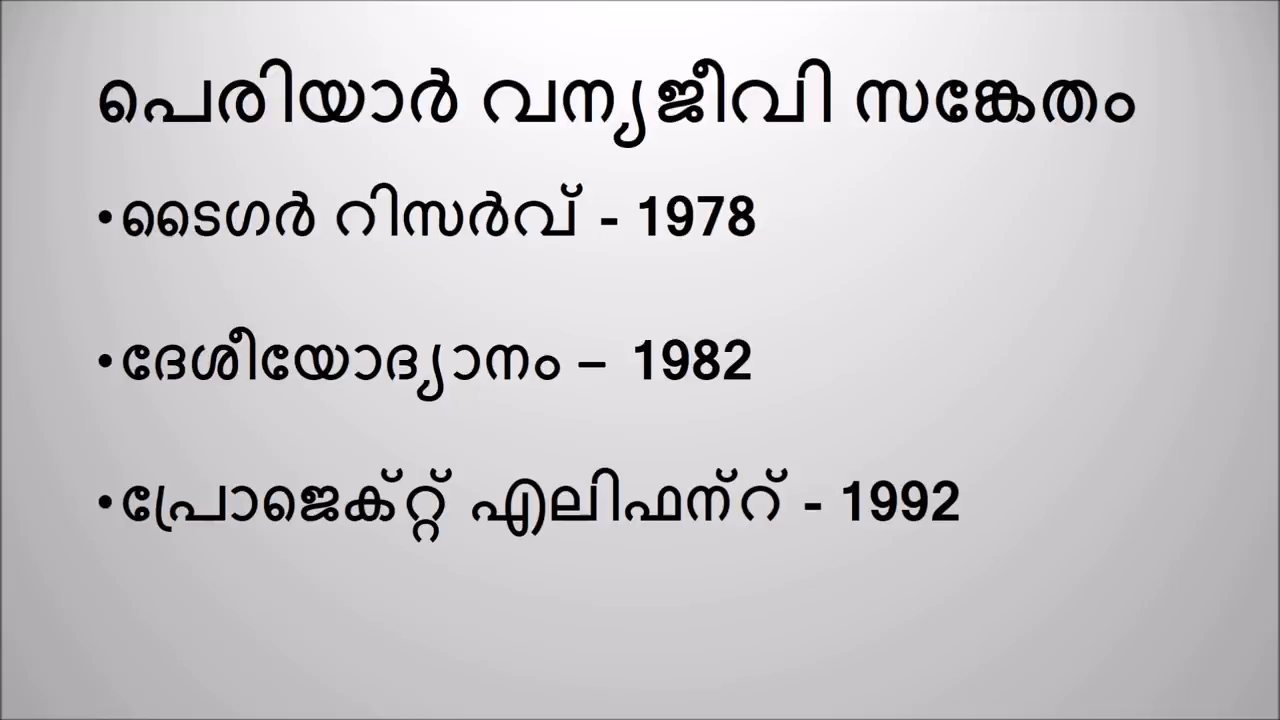 പെരിയാർ വന്യജീവി സങ്കേതം
•ടൈഗർ റിസർവ് - 1978
•ദേശീയോദ്യാനം – 1982
•പ്രോജെക്റ്റ് എലിഫന്റ് - 1992